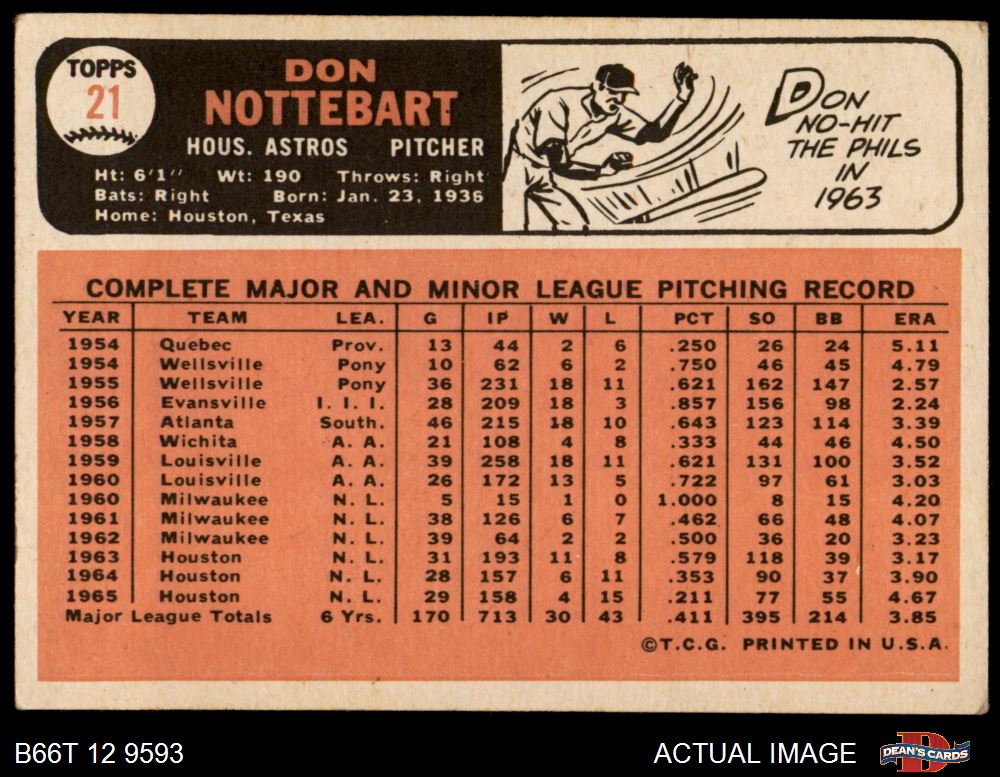 TOPPS
21
DON
NOTTEBART
HOUS. ASTROS PITCHER
Ht: 6'1" Wt: 190 Throws: Right
Bats: Right Born: Jan. 23, 1936
Home: Houston, Texas
DON
NO-HIT
THE PHILS
IN
1963
COMPLETE MAJOR AND MINOR LEAGUE PITCHING RECORD
YEAR TEAM LEA. G IP W L PCT SO BB ERA
1954 Quebec Prov. 13 44 2 6 .250 26 24 5.11
1954 Wellsville Pony 10 62 6 2 .750 46 45 4.79
1955 Wellsville Pony 36 231 18 11 .621 162 147 2.57
1956 Evansville I. I. I. 28 209 18 3 .857 156 98 2.24
1957 Atlanta South. 46 215 18 10 .643 123 114 3.39
1958 Wichita A. A. 21 108 4 8 .333 44 46 4.50
1959 Louisville A. A. 39 258 18 11 .621 131 100 3.52
1960 Louisville A. A. 26 172 13 5 .722 97 61 3.03
1960 Milwaukee N. L. 5 15 1 0 1.000 8 15 4.20
1961 Milwaukee N. L. 38 126 6 7 .462 66 48 4.07
1962 Milwaukee N. L. 39 64 2 2 .500 36 20 3.23
1963 Houston N. L. 31 193 11 8 .579 118 39 3.17
1964 Houston N. L. 28 157 6 11 .353 90 37 3.90
1965 Houston N. L. 29 158 4 15 .211 77 55 4.67
Major League Totals 6 Yrs. 170 713 30 43 .411 395 214 3.85
©T.C.G. PRINTED IN U.S.A.
B66T 12 9593 ACTUAL IMAGE DEAN'S CARDS